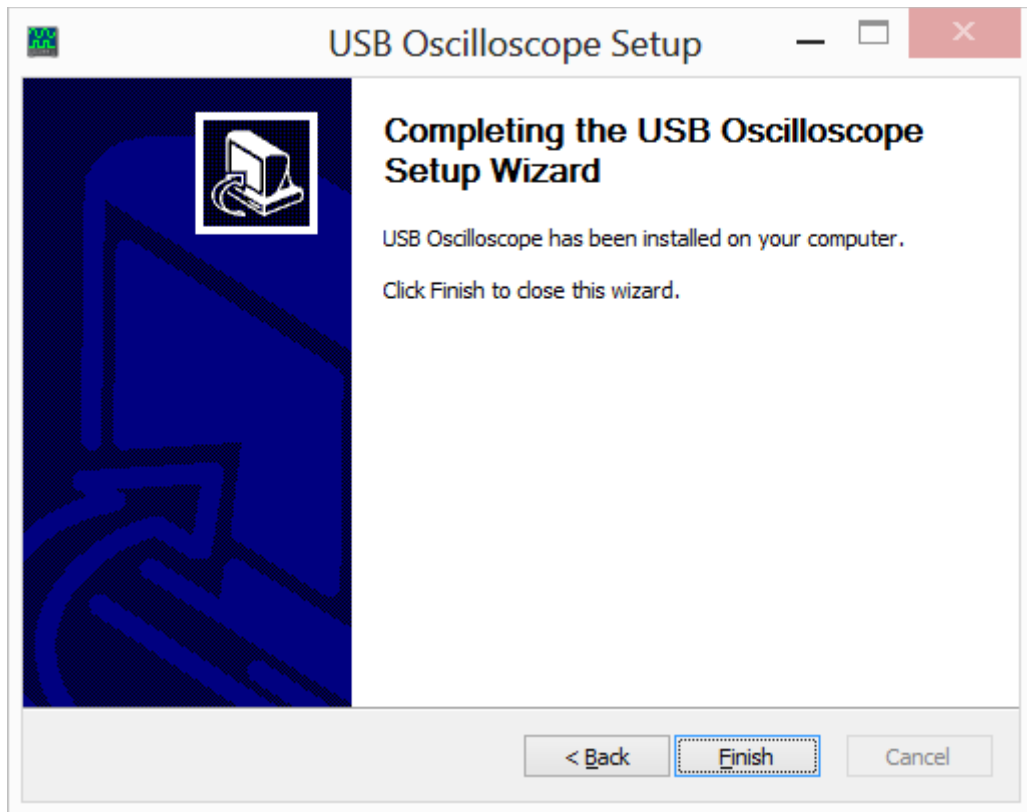 USB Oscilloscope Setup
Completing the USB Oscilloscope
Setup Wizard
USB Oscilloscope has been installed on your computer.
Click Finish to close this wizard.
< Back
Finish
Cancel